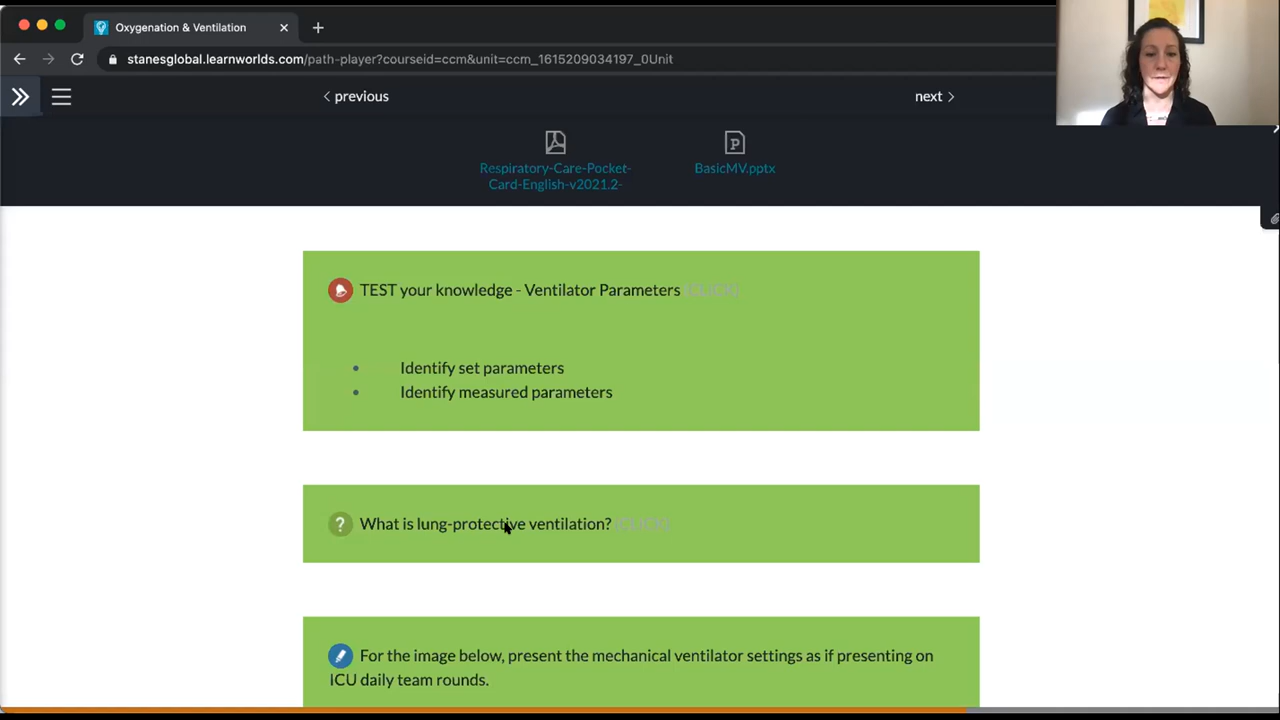 Oxygenation & Ventilation
stanesglobal.learnworlds.com/path-player?courseid=ccm&unit=ccm_1615209034197_0Unit
previous
next
Respiratory-Care-Pocket-
Card-English-v2021.2-
BasicMV.pptx
TEST your knowledge - Ventilator Parameters (CLICK)
• Identify set parameters
• Identify measured parameters
What is lung-protective ventilation? (CLICK)
For the image below, present the mechanical ventilator settings as if presenting on
ICU daily team rounds.